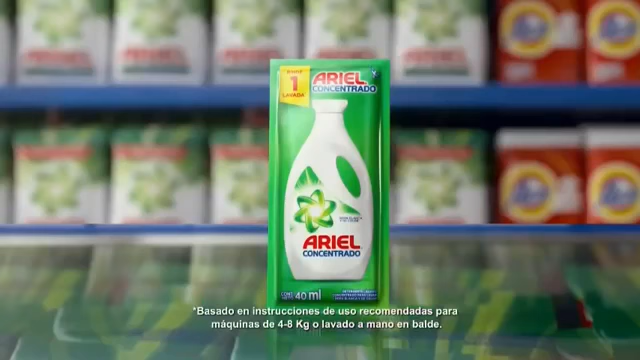 1
LAVADA
ARIEL
CONCENTRADO
ARIEL
CONCENTRADO
40 ml
*Basado en instrucciones de uso recomendadas para
máquinas de 4-8 Kg o lavado a mano en balde.